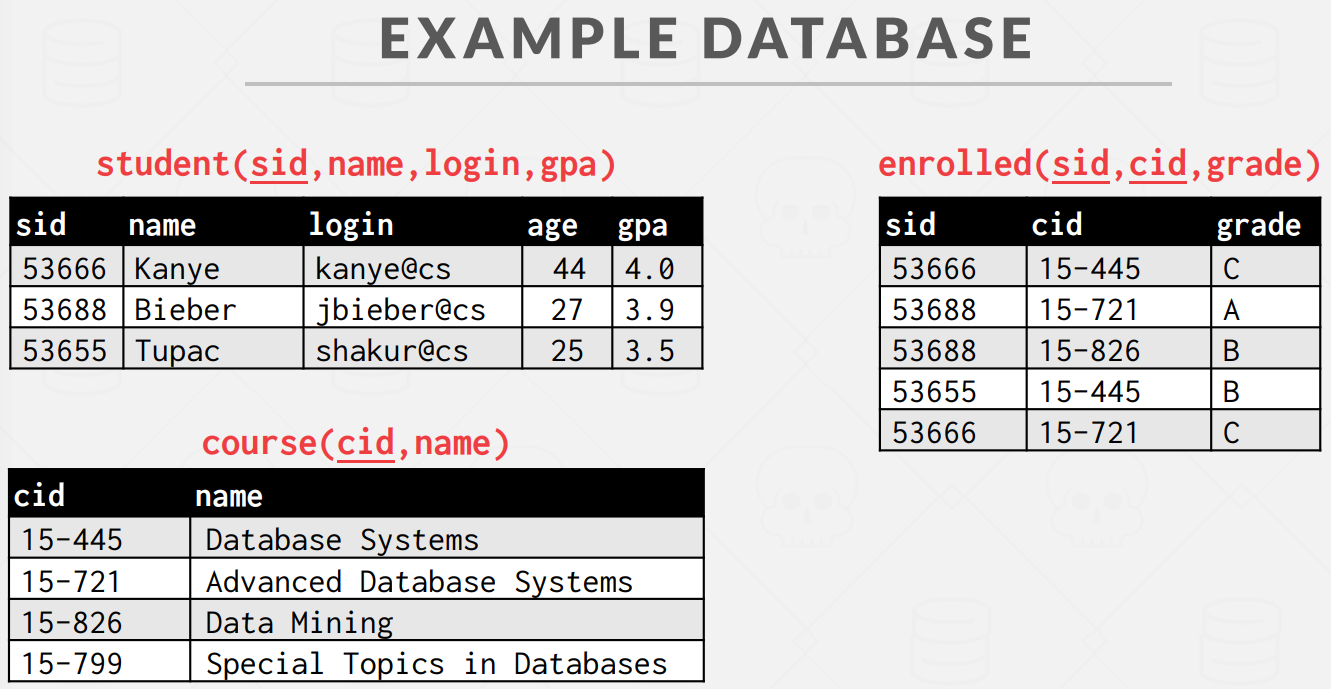 EXAMPLE DATABASE
student(sid,name,login,gpa)
sid name login age gpa
53666 Kanye kanye@cs 44 4.0
53688 Bieber jbieber@cs 27 3.9
53655 Tupac shakur@cs 25 3.5
course(cid,name)
cid name
15-445 Database Systems
15-721 Advanced Database Systems
15-826 Data Mining
15-799 Special Topics in Databases
enrolled(sid,cid,grade)
sid cid grade
53666 15-445 C
53688 15-721 A
53688 15-826 B
53655 15-445 B
53666 15-721 C